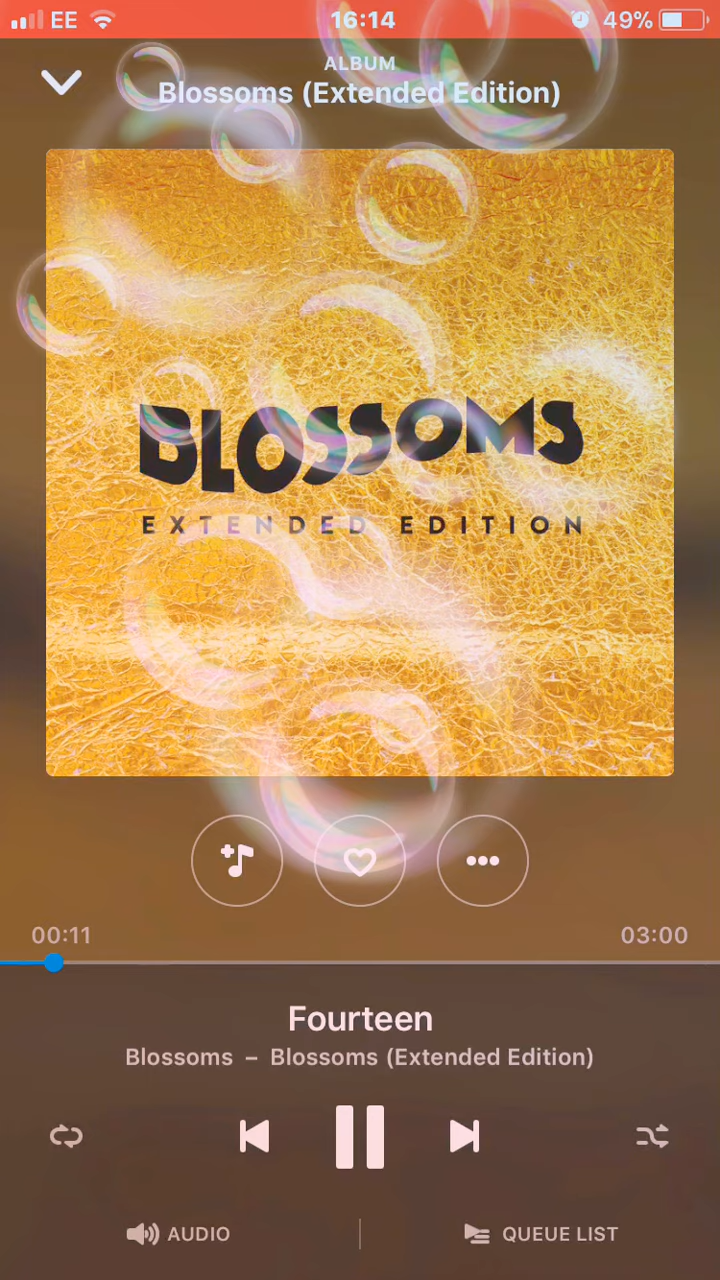 EE 16:14 49%
ALBUM
Blossoms (Extended Edition)
BLOSSOMS
EXTENDED EDITION
00:11 03:00
Fourteen
Blossoms – Blossoms (Extended Edition)
AUDIO QUEUE LIST